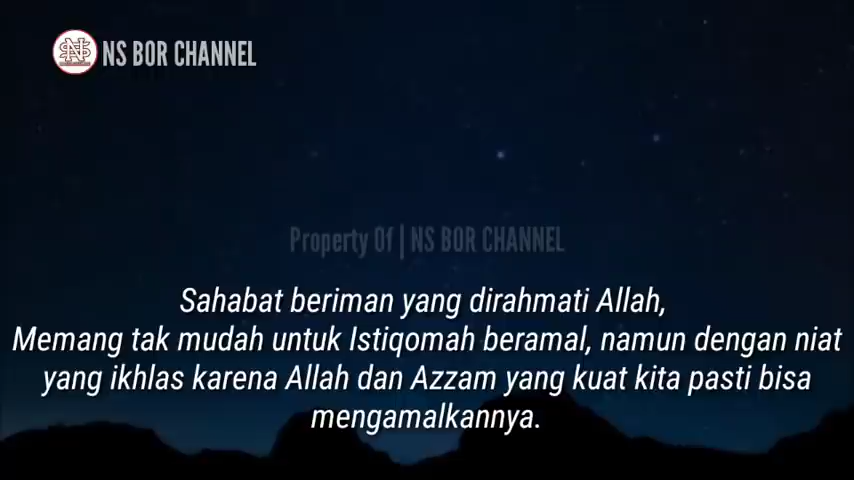 NS BOR CHANNEL
Property Of | NS BOR CHANNEL
Sahabat beriman yang dirahmati Allah,
Memang tak mudah untuk Istiqomah beramal, namun dengan niat
yang ikhlas karena Allah dan Azzam yang kuat kita pasti bisa
mengamalkannya.